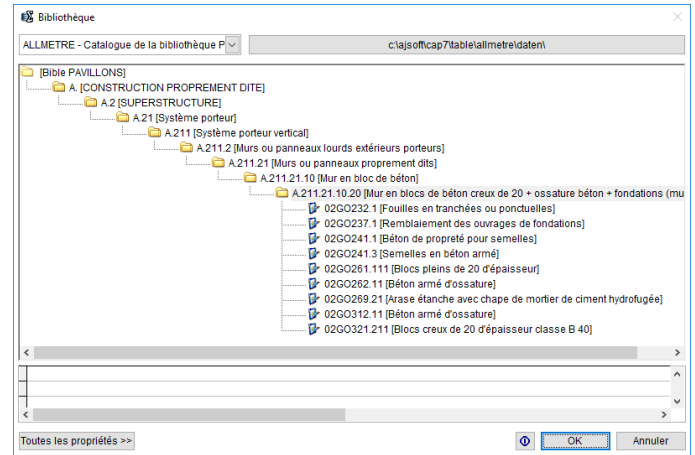 Bibliothèque
ALLMETRE - Catalogue de la bibliothèque P
c:\ajsoft\cap7\table\allmetre\daten\
[Bible PAVILLONS]
A. [CONSTRUCTION PROPREMENT DITE]
A.2 [SUPERSTRUCTURE]
A.21 [Système porteur]
A.211 [Système porteur vertical]
A.211.2 [Murs ou panneaux lourds extérieurs porteurs]
A.211.21 [Murs ou panneaux proprement dits]
A.211.21.10 [Mur en bloc de béton]
A.211.21.10.20 [Mur en blocs de béton creux de 20 + ossature béton + fondations (mu
02GO232.1 [Fouilles en tranchées ou ponctuelles]
02GO237.1 [Remblaiement des ouvrages de fondations]
02GO241.1 [Béton de propreté pour semelles]
02GO241.3 [Semelles en béton armé]
02GO261.111 [Blocs pleins de 20 d'épaisseur]
02GO262.11 [Béton armé d'ossature]
02GO269.21 [Arase étanche avec chape de mortier de ciment hydrofugée]
02GO312.11 [Béton armé d'ossature]
02GO321.211 [Blocs creux de 20 d'épaisseur classe B 40]
Toutes les propriétés >>
OK
Annuler